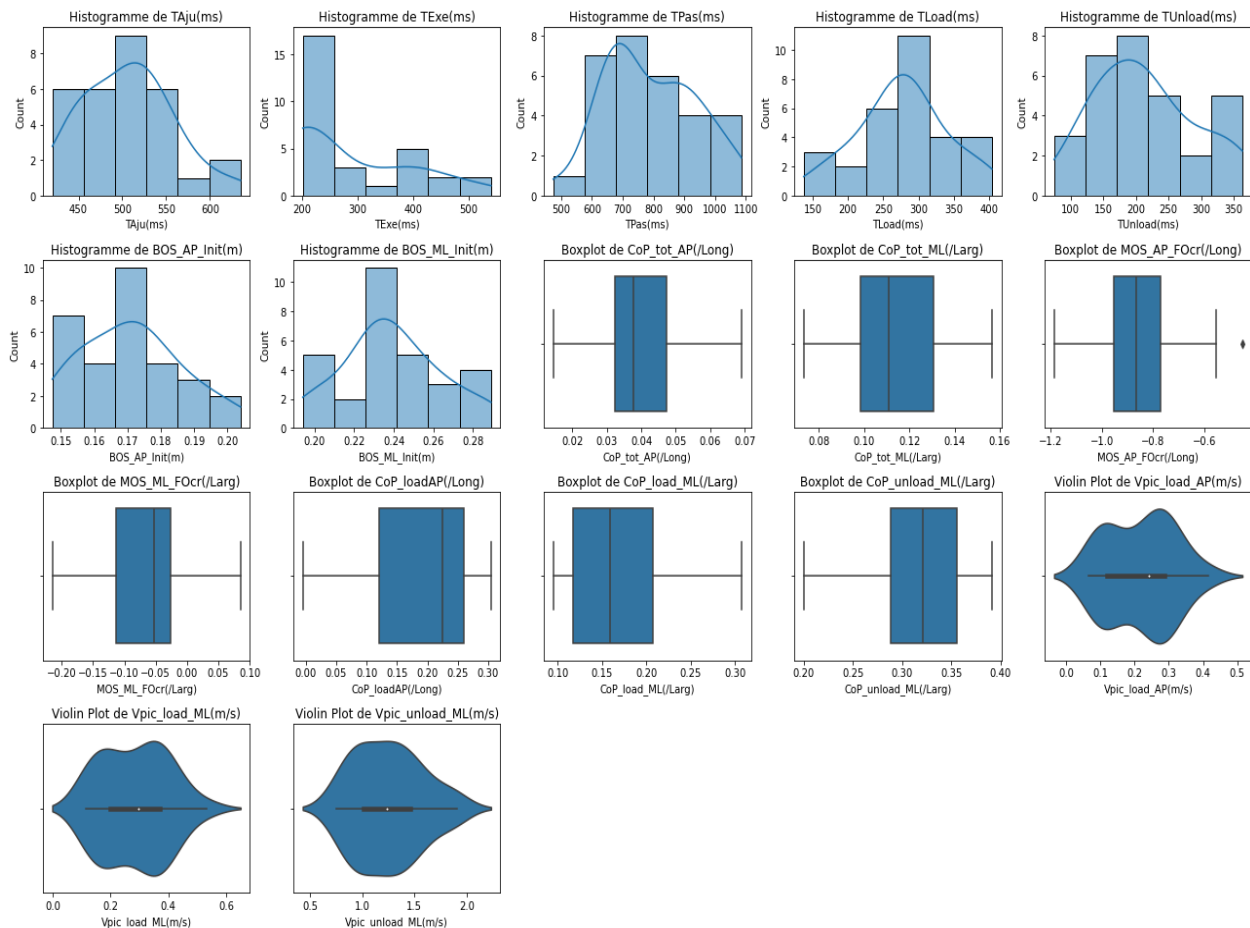 Histogramme de TAju(ms)
Count
8
6
4
2
0
450 500 550 600
TAju(ms)
Histogramme de TExe(ms)
Count
15
10
5
0
200 300 400 500
TExe(ms)
Histogramme de TPas(ms)
Count
8
6
4
2
0
500 600 700 800 900 1000 1100
TPas(ms)
Histogramme de TLoad(ms)
Count
10
8
6
4
2
0
150 200 250 300 350 400
TLoad(ms)
Histogramme de TUnload(ms)
Count
8
7
6
5
4
3
2
1
0
100 150 200 250 300 350
TUnload(ms)
Histogramme de BOS_AP_Init(m)
Count
10
8
6
4
2
0
0.15 0.16 0.17 0.18 0.19 0.20
BOS_AP_Init(m)
Histogramme de BOS_ML_Init(m)
Count
10
8
6
4
2
0
0.20 0.22 0.24 0.26 0.28
BOS_ML_Init(m)
Boxplot de CoP_tot_AP(/Long)
0.02 0.03 0.04 0.05 0.06 0.07
CoP_tot_AP(/Long)
Boxplot de CoP_tot_ML(/Larg)
0.08 0.10 0.12 0.14 0.16
CoP_tot_ML(/Larg)
Boxplot de MOS_AP_FOcr(/Long)
−1.2 −1.0 −0.8 −0.6
MOS_AP_FOcr(/Long)
Boxplot de MOS_ML_FOcr(/Larg)
−0.20 −0.15 −0.10 −0.05 0.00 0.05 0.10
MOS_ML_FOcr(/Larg)
Boxplot de CoP_loadAP(/Long)
0.00 0.05 0.10 0.15 0.20 0.25 0.30
CoP_loadAP(/Long)
Boxplot de CoP_load_ML(/Larg)
0.10 0.15 0.20 0.25 0.30
CoP_load_ML(/Larg)
Boxplot de CoP_unload_ML(/Larg)
0.20 0.25 0.30 0.35 0.40
CoP_unload_ML(/Larg)
Violin Plot de Vpic_load_AP(m/s)
0.0 0.1 0.2 0.3 0.4 0.5
Vpic_load_AP(m/s)
Violin Plot de Vpic_load_ML(m/s)
0.0 0.2 0.4 0.6
Vpic_load_ML(m/s)
Violin Plot de Vpic_unload_ML(m/s)
0.5 1.0 1.5 2.0
Vpic_unload_ML(m/s)